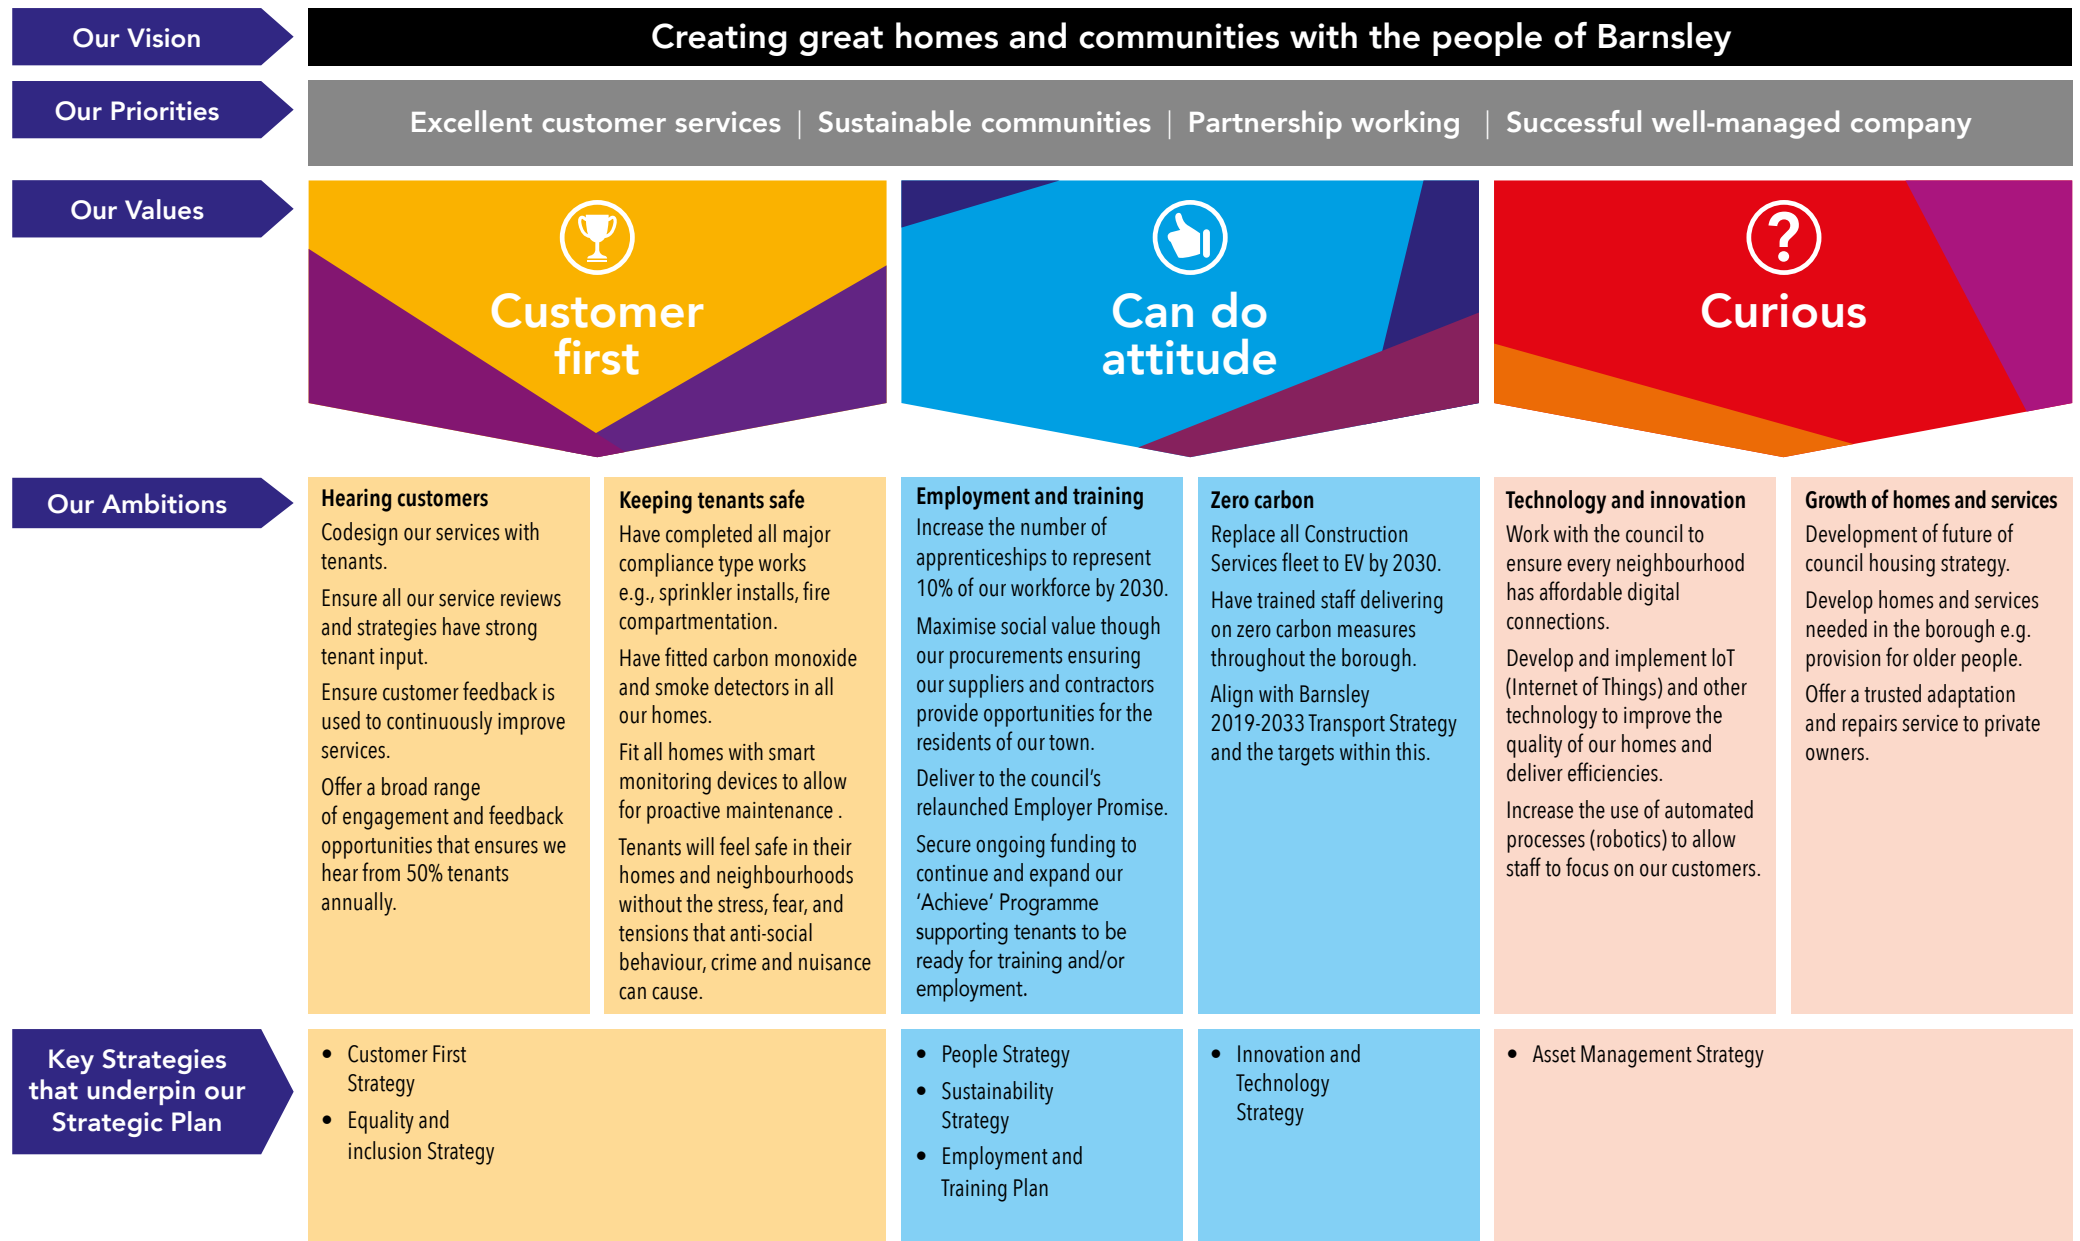 Our Vision
Creating great homes and communities with the people of Barnsley
Our Priorities
Excellent customer services | Sustainable communities | Partnership working | Successful well-managed company
Our Values
Customer
first
Can do
attitude
Curious
Our Ambitions
Hearing customers
Codesign our services with
tenants.
Ensure all our service reviews
and strategies have strong
tenant input.
Ensure customer feedback is
used to continuously improve
services.
Offer a broad range
of engagement and feedback
opportunities that ensures we
hear from 50% tenants
annually.
Keeping tenants safe
Have completed all major
compliance type works
e.g., sprinkler installs, fire
compartmentation.
Have fitted carbon monoxide
and smoke detectors in all
our homes.
Fit all homes with smart
monitoring devices to allow
for proactive maintenance .
Tenants will feel safe in their
homes and neighbourhoods
without the stress, fear, and
tensions that anti-social
behaviour, crime and nuisance
can cause.
Employment and training
Increase the number of
apprenticeships to represent
10% of our workforce by 2030.
Maximise social value though
our procurements ensuring
our suppliers and contractors
provide opportunities for the
residents of our town.
Deliver to the council's
relaunched Employer Promise.
Secure ongoing funding to
continue and expand our
'Achieve' Programme
supporting tenants to be
ready for training and/or
employment.
Zero carbon
Replace all Construction
Services fleet to EV by 2030.
Have trained staff delivering
on zero carbon measures
throughout the borough.
Align with Barnsley
2019-2033 Transport Strategy
and the targets within this.
Technology and innovation
Work with the council to
ensure every neighbourhood
has affordable digital
connections.
Develop and implement IoT
(Internet of Things) and other
technology to improve the
quality of our homes and
deliver efficiencies.
Increase the use of automated
processes (robotics) to allow
staff to focus on our customers.
Growth of homes and services
Development of future of
council housing strategy.
Develop homes and services
needed in the borough e.g.
provision for older people.
Offer a trusted adaptation
and repairs service to private
owners.
Key Strategies
that underpin our
Strategic Plan
• Customer First
Strategy
• Equality and
inclusion Strategy
• People Strategy
• Sustainability
Strategy
• Employment and
Training Plan
• Innovation and
Technology
Strategy
• Asset Management Strategy